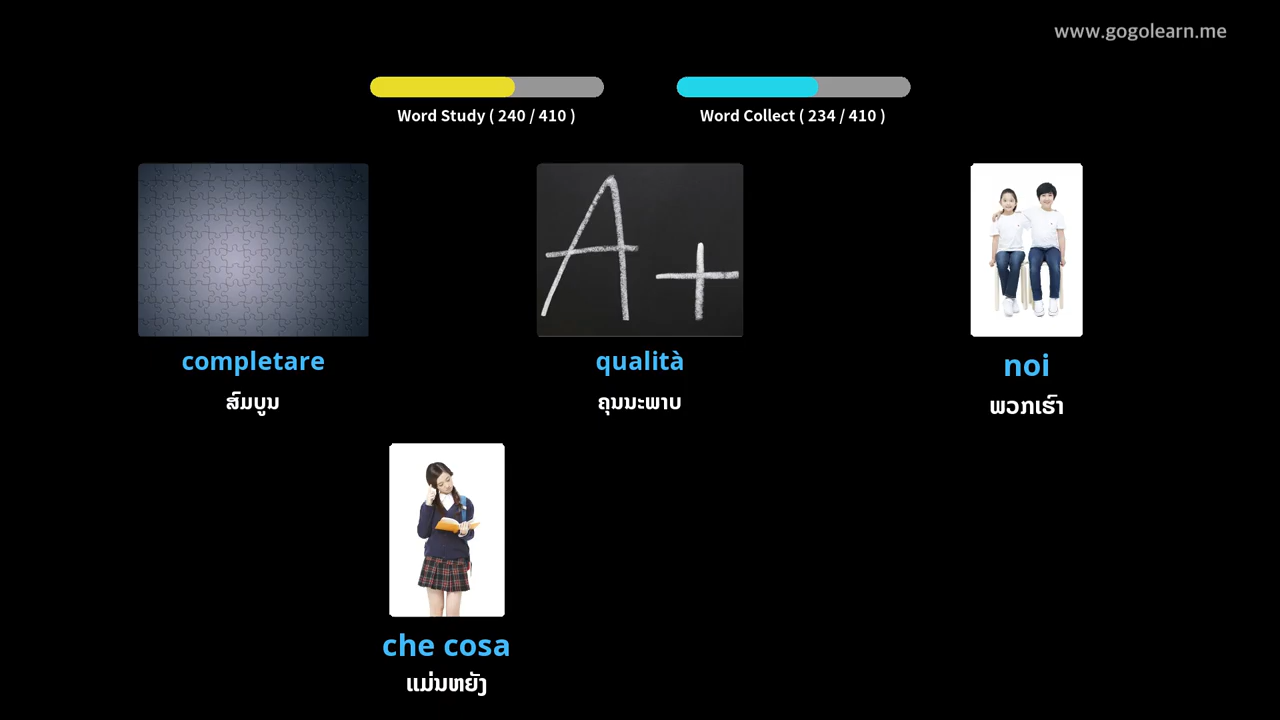 www.gogolearn.me
Word Study ( 240 / 410 )
Word Collect ( 234 / 410 )
A+
completare
ສົມບູນ
qualità
ຄຸນນະພາບ
noi
ພວກເຮົາ
che cosa
ແມ່ນຫຍັງ